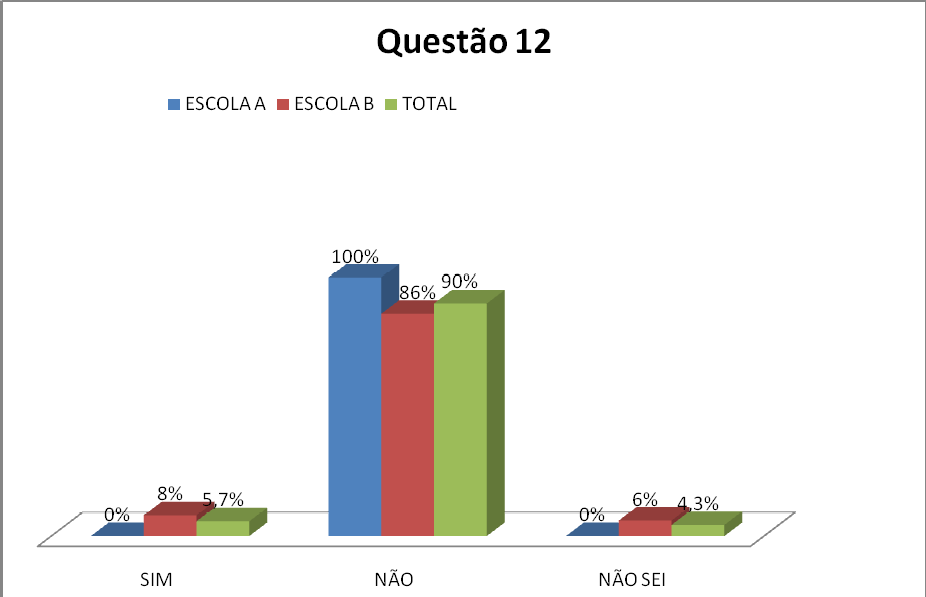 Questão 12
ESCOLA A ESCOLA B TOTAL
100%
86% 90%
0% 8% 5,7%
0% 6% 4,3%
SIM NÃO NÃO SEI